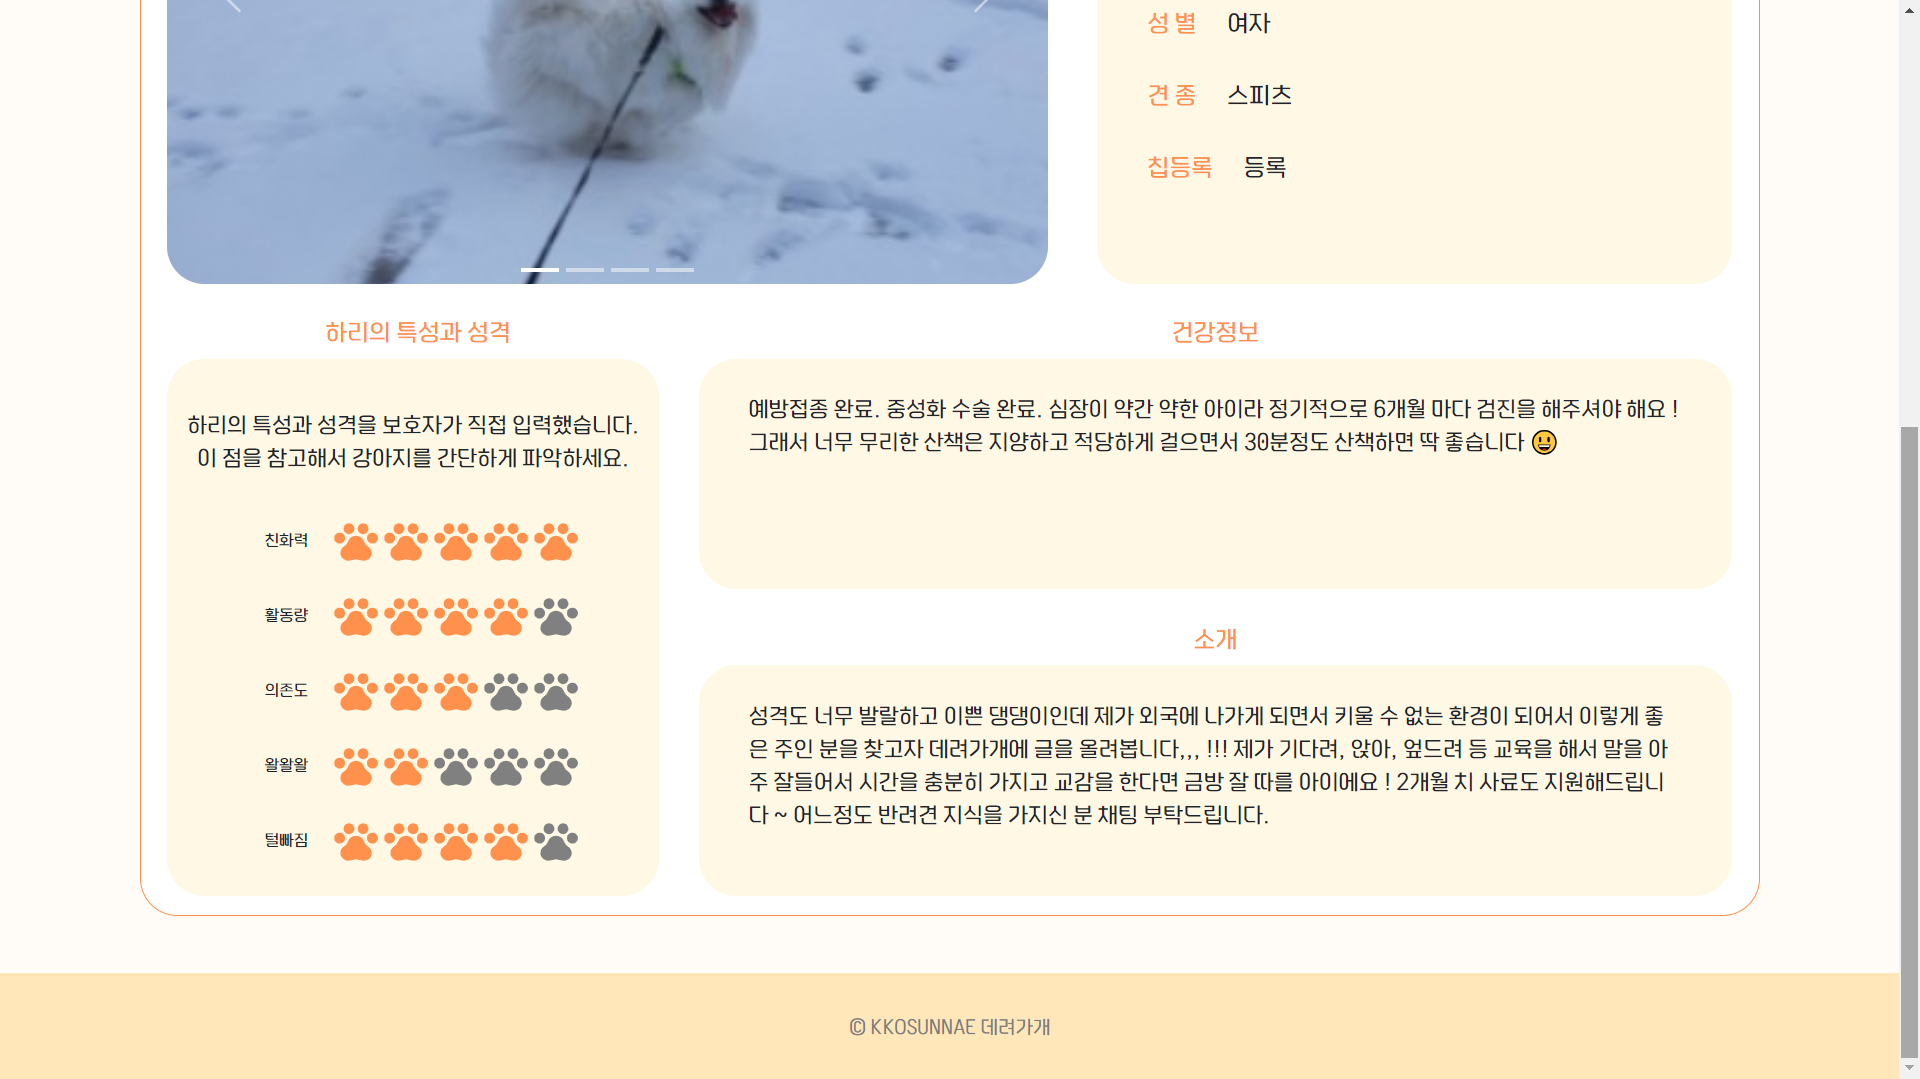 성 별 여자
견 종 스피츠
칩등록 등록
하리의 특성과 성격
하리의 특성과 성격을 보호자가 직접 입력했습니다.
이 점을 참고해서 강아지를 간단하게 파악하세요.
친화력
활동량
의존도
왈왈왈
털빠짐
건강정보
예방접종 완료. 중성화 수술 완료. 심장이 약간 약한 아이라 정기적으로 6개월 마다 검진을 해주셔야 해요 !
그래서 너무 무리한 산책은 지양하고 적당하게 걸으면서 30분정도 산책하면 딱 좋습니다 😃
소개
성격도 너무 발랄하고 이쁜 댕댕이인데 제가 외국에 나가게 되면서 키울 수 없는 환경이 되어서 이렇게 좋
은 주인 분을 찾고자 데려가개에 글을 올려봅니다,,, !!! 제가 기다려, 앉아, 엎드려 등 교육을 해서 말을 아
주 잘들어서 시간을 충분히 가지고 교감을 한다면 금방 잘 따를 아이에요 ! 2개월 치 사료도 지원해드립니
다 ~ 어느정도 반려견 지식을 가지신 분 채팅 부탁드립니다.
© KKOSUNNAE 데려가개